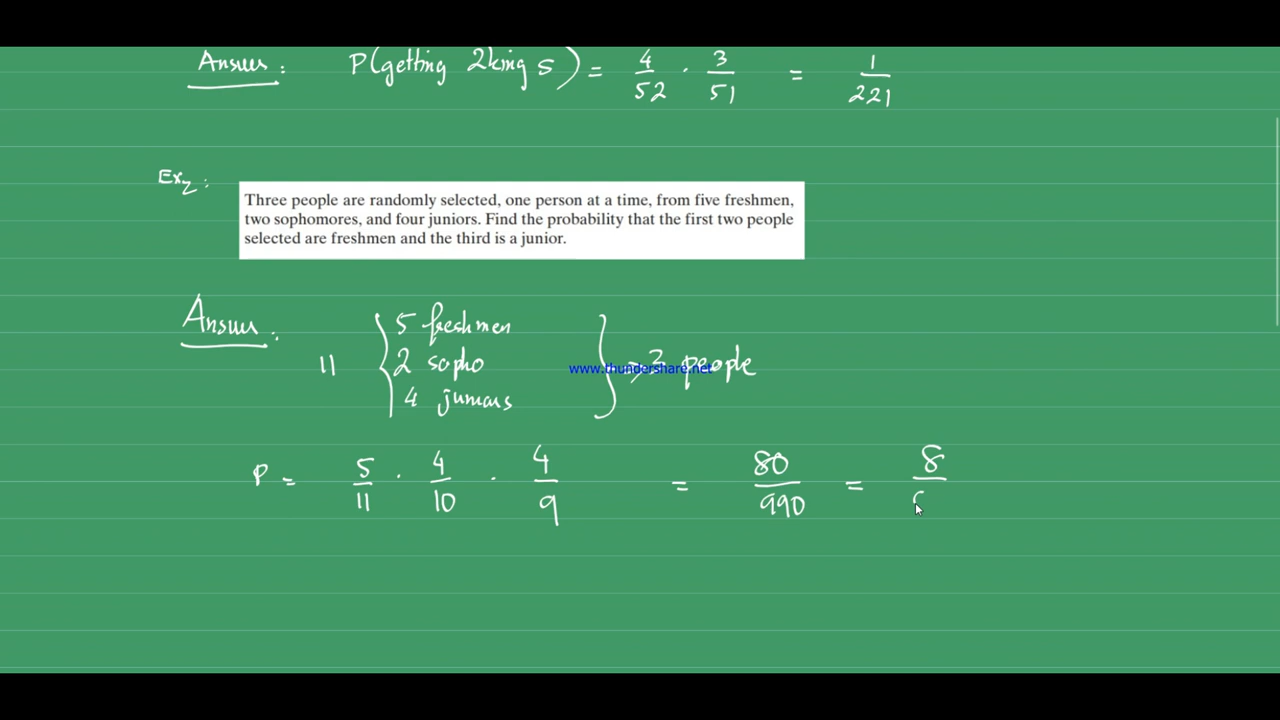 Answer: P(getting 2 kings) = 4/52 · 3/51 = 1/221
Ex2:
Three people are randomly selected, one person at a time, from five freshmen,
two sophomores, and four juniors. Find the probability that the first two people
selected are freshmen and the third is a junior.
Answer:
5 freshmen
11 2 sopho 3 people
www.thundershare.net
4 juniors
P = 5/11 · 4/10 · 4/9 = 80/990 = 8/